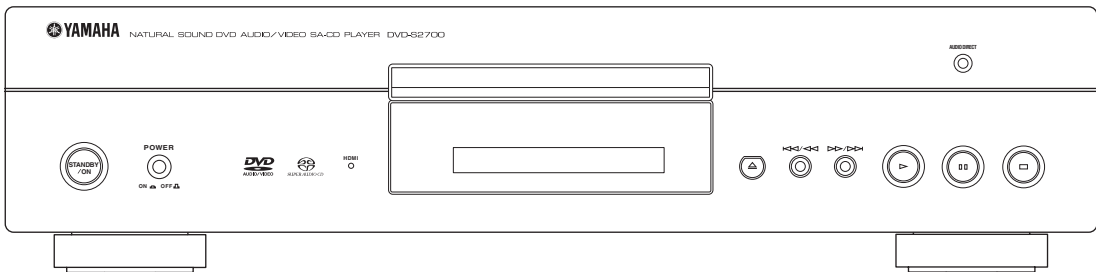 YAMAHA NATURAL SOUND DVD AUDIO/VIDEO SA-CD PLAYER DVD-S2700
AUDIO DIRECT
STANDBY
/ON
POWER
ON OFF
DVD
AUDIO/VIDEO
SUPER AUDIO CD
HDMI